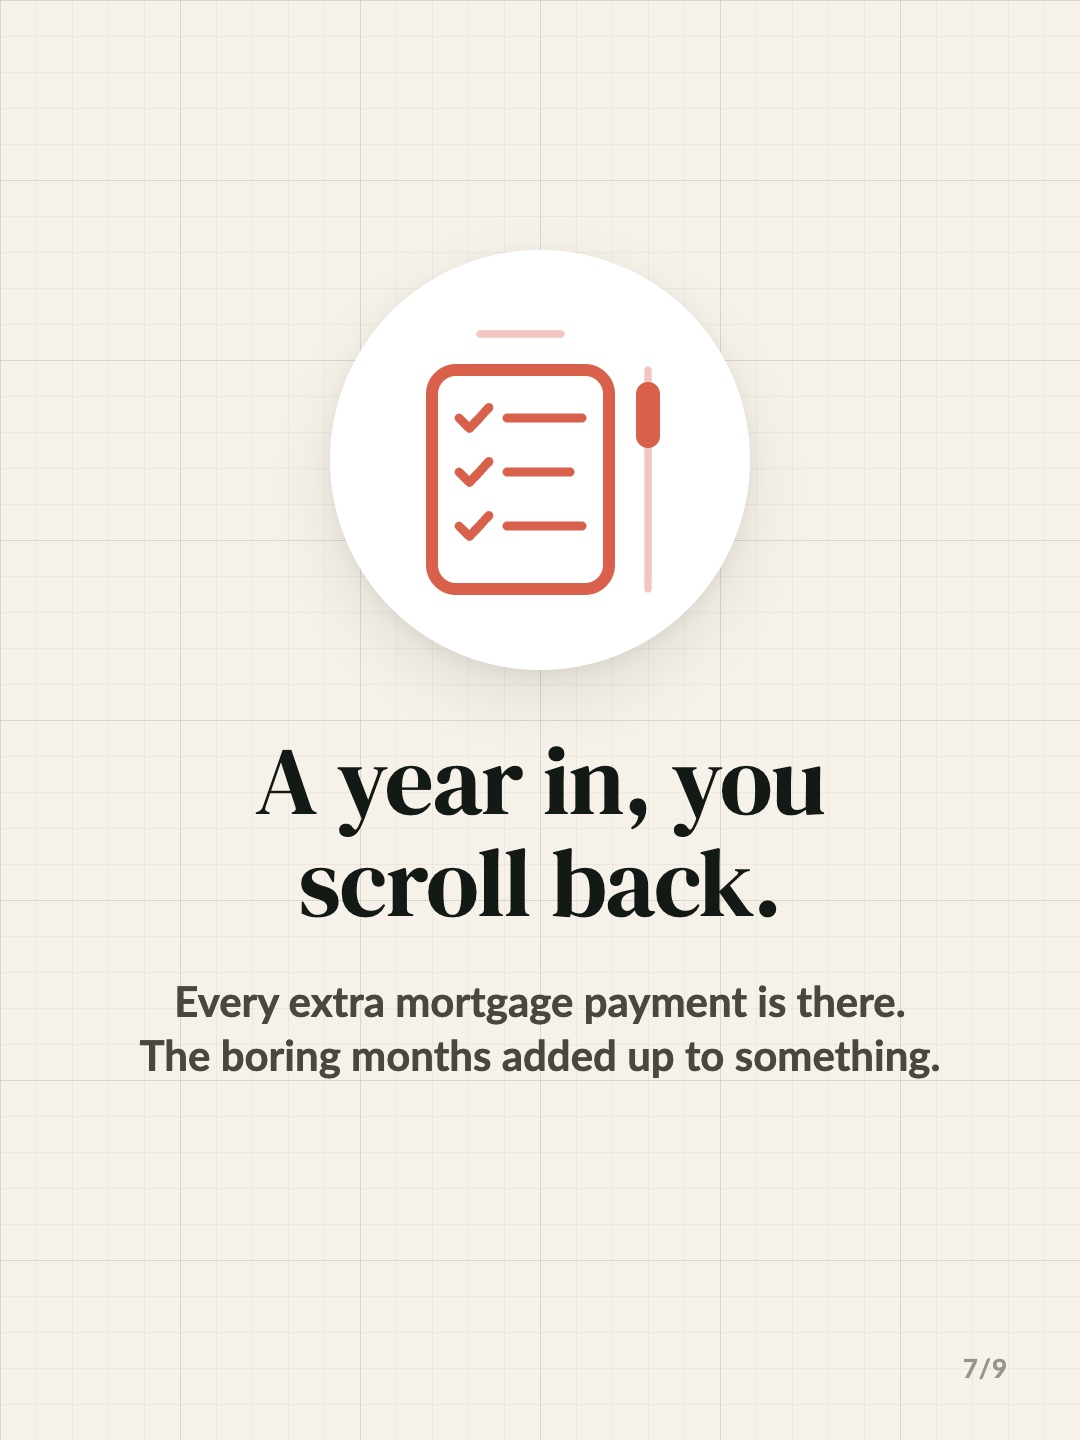 A year in, you
scroll back.
Every extra mortgage payment is there.
The boring months added up to something.
7/9